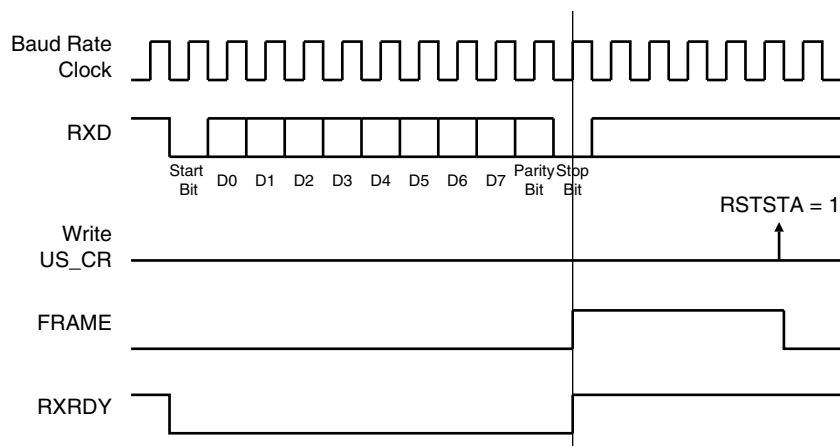 Baud Rate
Clock
RXD
Start
Bit
D0
D1
D2
D3
D4
D5
D6
D7
Parity
Bit
Stop
Bit
RSTSTA = 1
Write
US_CR
FRAME
RXRDY